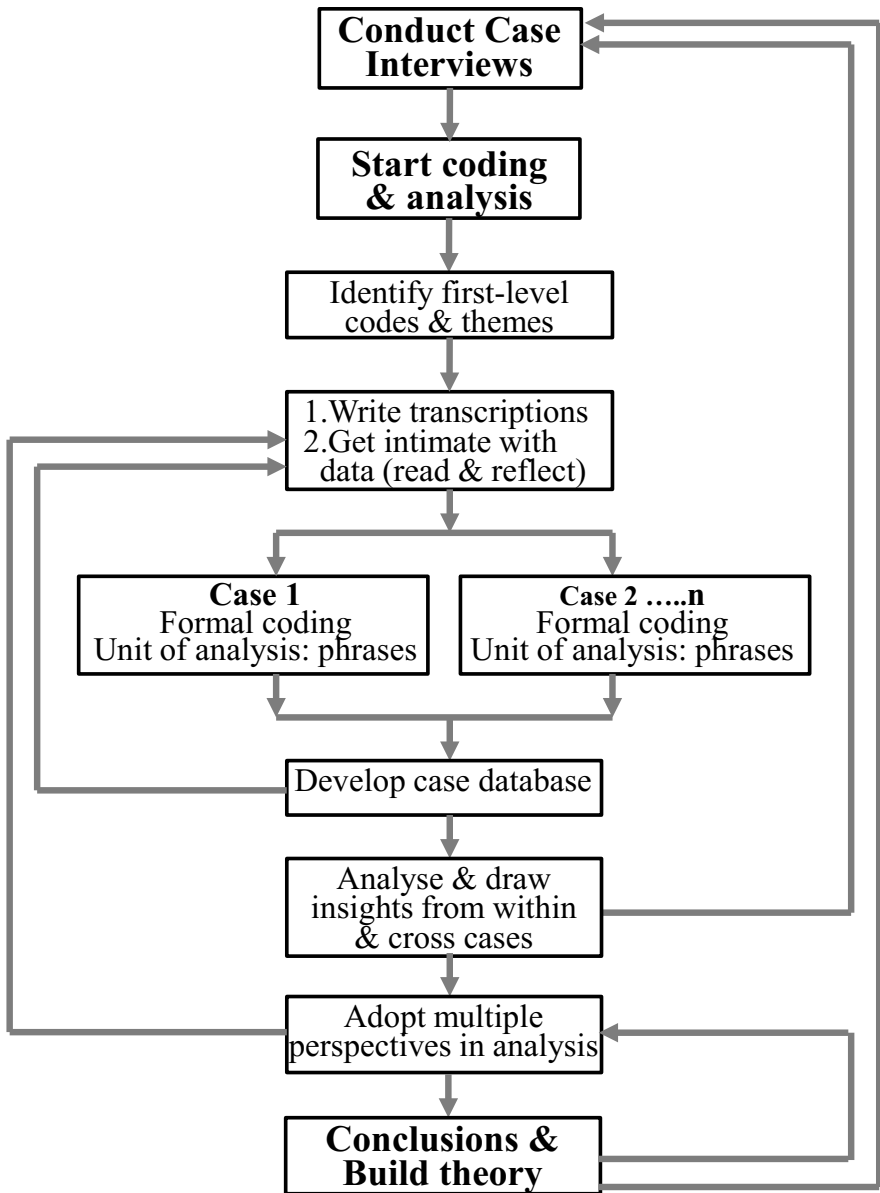 Conduct Case
Interviews
Start coding
& analysis
Identify first-level
codes & themes
1.Write transcriptions
2.Get intimate with
data (read & reflect)
Case 1
Formal coding
Unit of analysis: phrases
Case 2 …..n
Formal coding
Unit of analysis: phrases
Develop case database
Analyse & draw
insights from within
& cross cases
Adopt multiple
perspectives in analysis
Conclusions &
Build theory